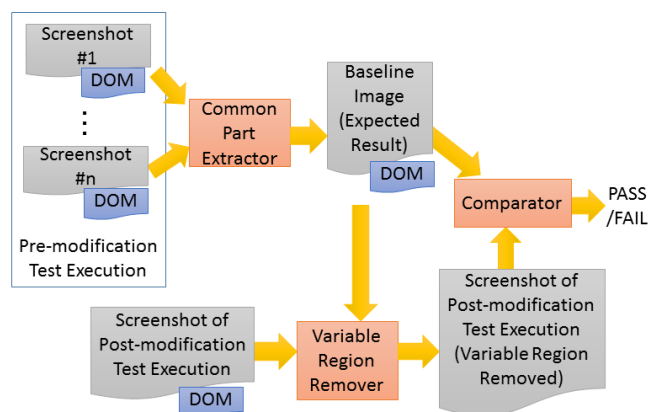 Screenshot
#1
DOM
⋮
Screenshot
#n
DOM
Pre-modification
Test Execution
Common
Part
Extractor
Baseline
Image
(Expected
Result)
DOM
Comparator
PASS
/FAIL
Screenshot of
Post-modification
Test Execution
DOM
Variable
Region
Remover
Screenshot of
Post-modification
Test Execution
(Variable Region
Removed)